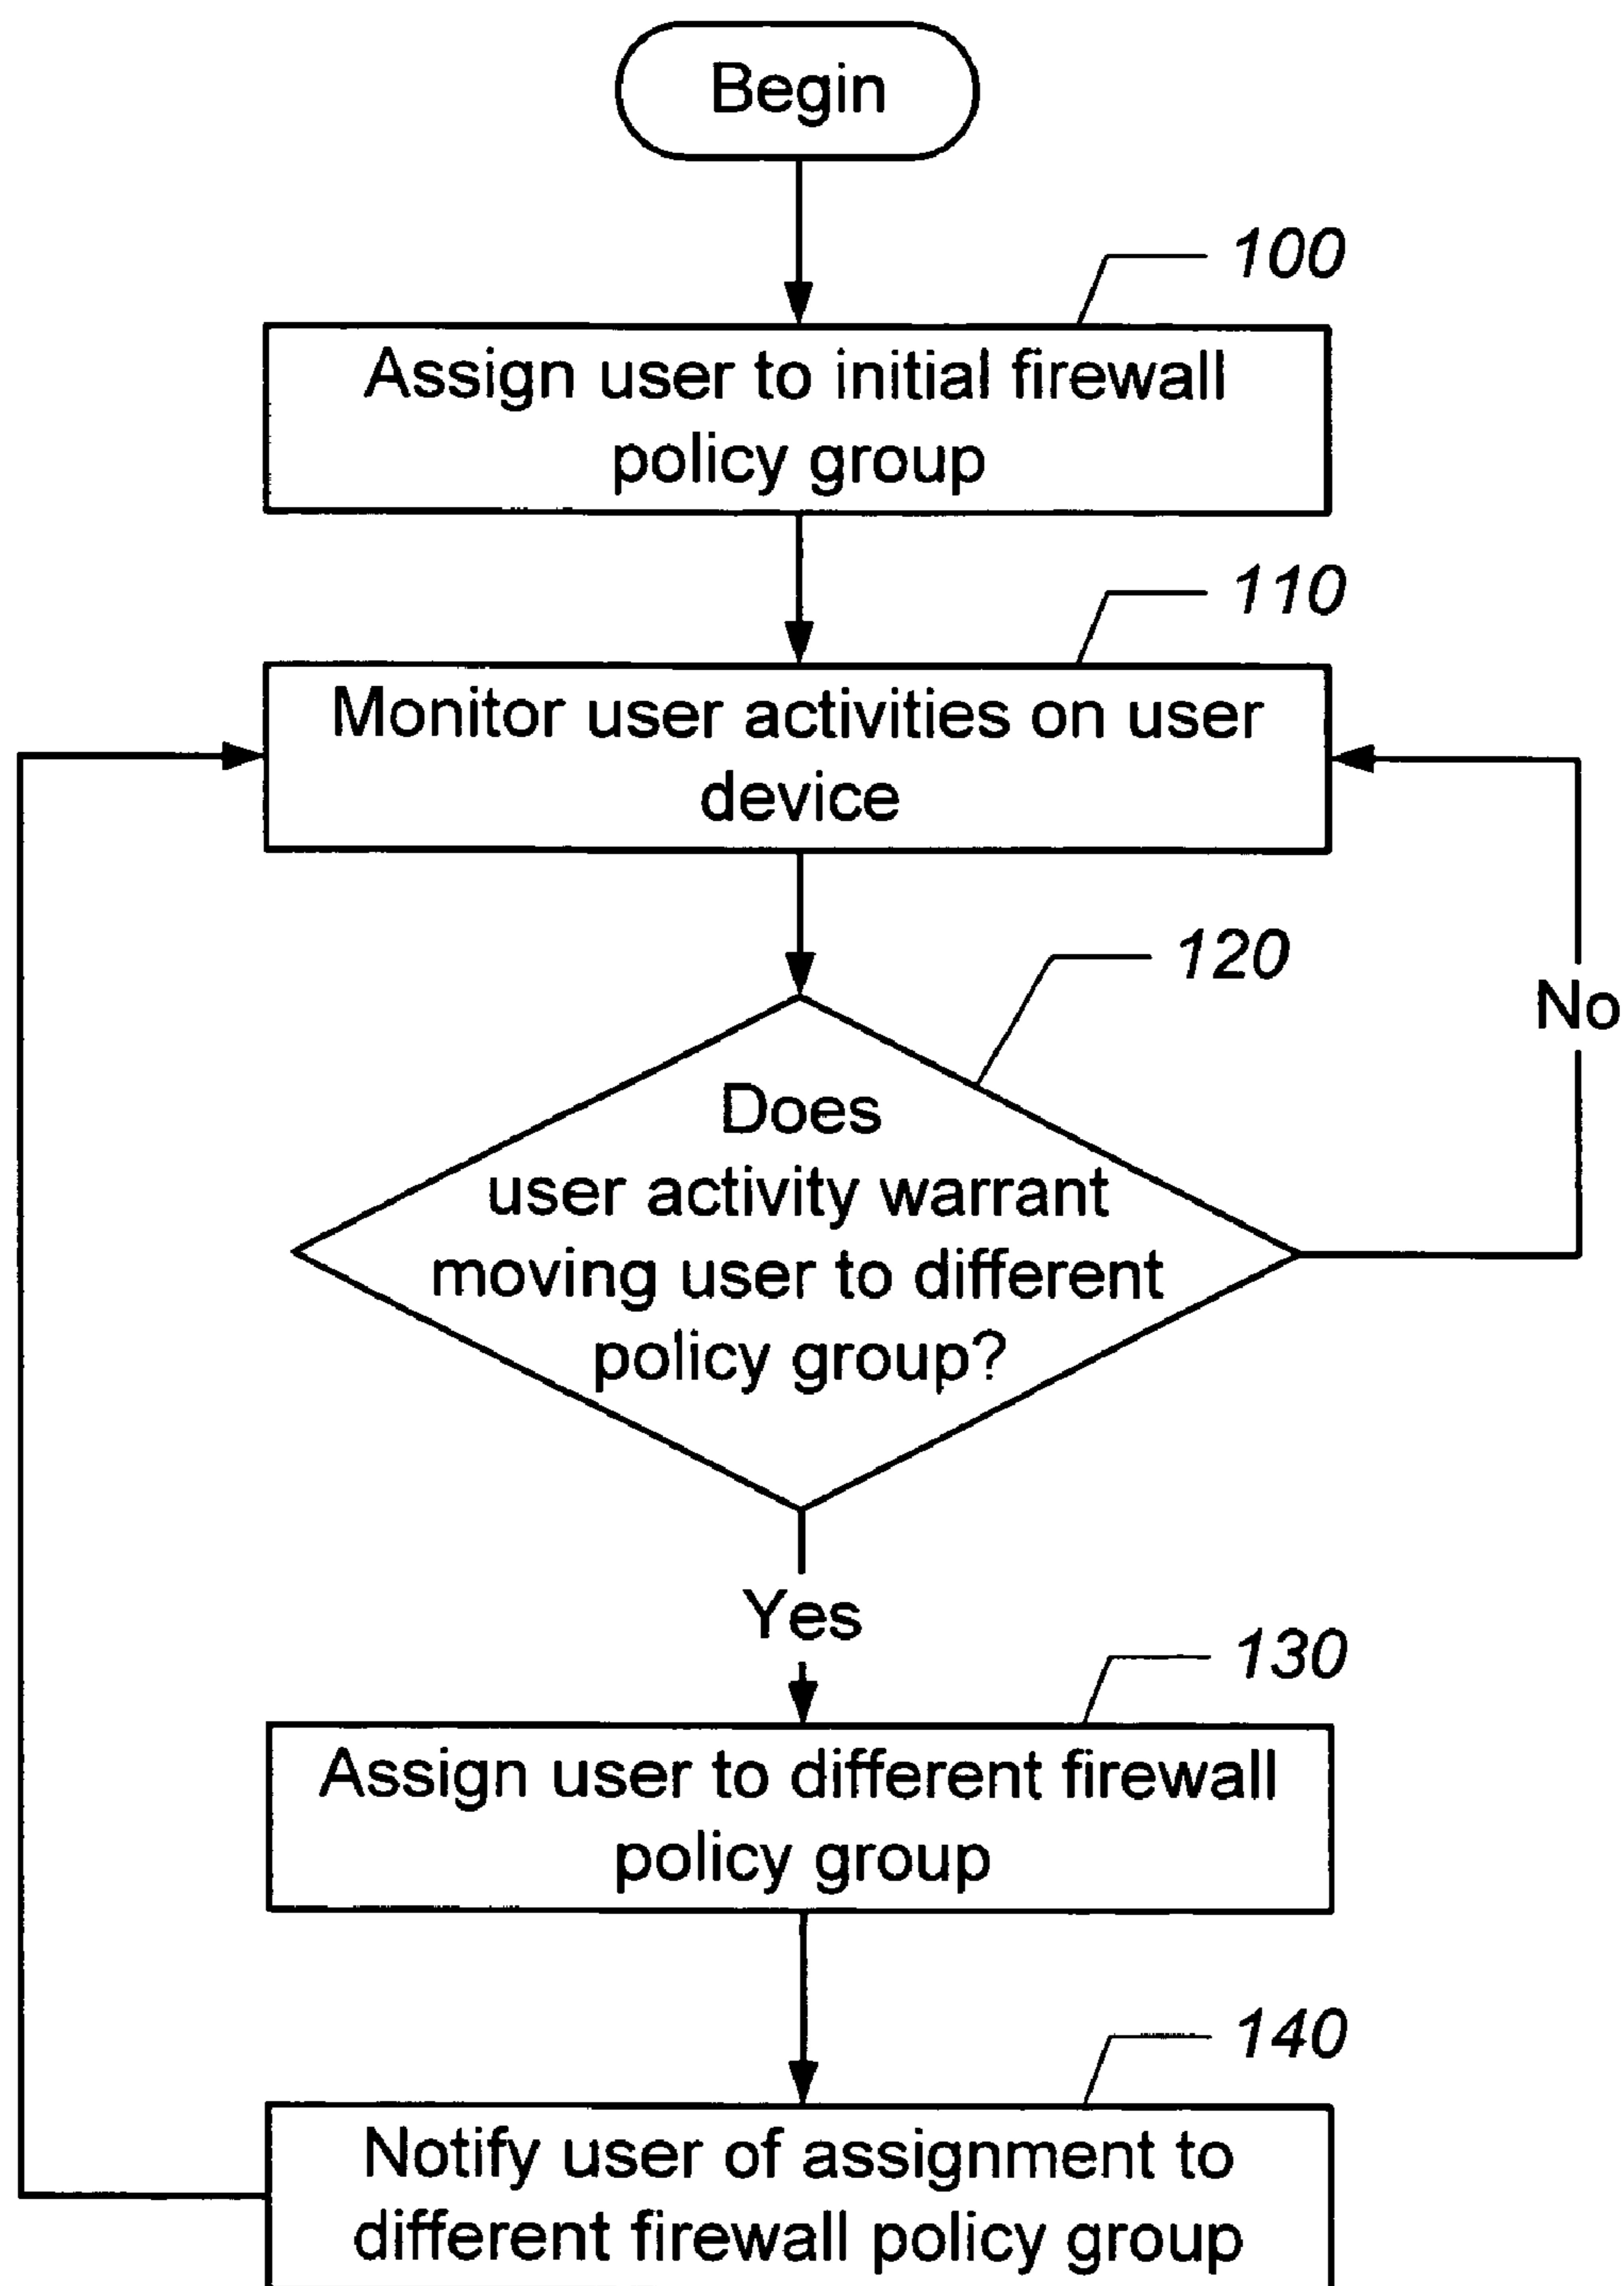 Begin
100
Assign user to initial firewall
policy group
110
Monitor user activities on user
device
120
No
Does
user activity warrant
moving user to different
policy group?
Yes
130
Assign user to different firewall
policy group
140
Notify user of assignment to
different firewall policy group